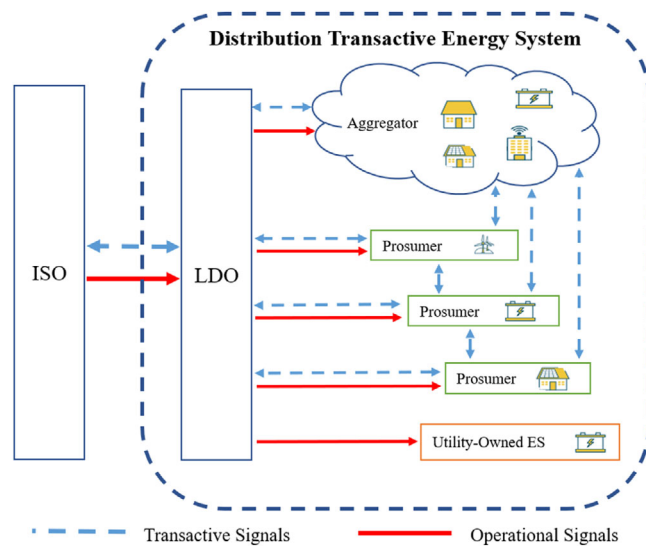 Distribution Transactive Energy System
Aggregator
ISO
LDO
Prosumer
Prosumer
Prosumer
Utility-Owned ES
Transactive Signals
Operational Signals